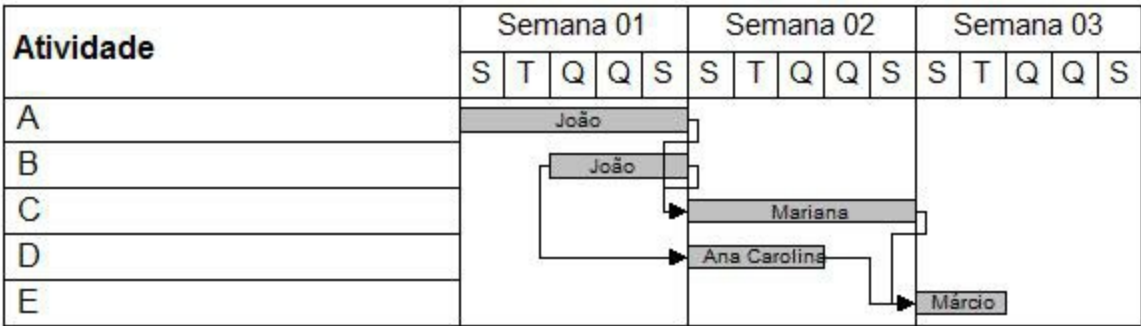 Atividade
Semana 01 Semana 02 Semana 03
S T Q Q S S T Q Q S S T Q Q S
A João
B João
C Mariana
D Ana Carolina
E Márcio